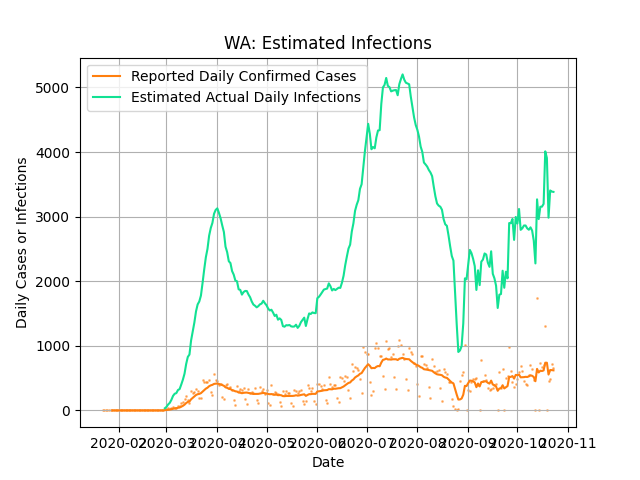 WA: Estimated Infections
Reported Daily Confirmed Cases
Estimated Actual Daily Infections
Daily Cases or Infections
5000
4000
3000
2000
1000
0
2020-02 2020-03 2020-04 2020-05 2020-06 2020-07 2020-08 2020-09 2020-10 2020-11
Date